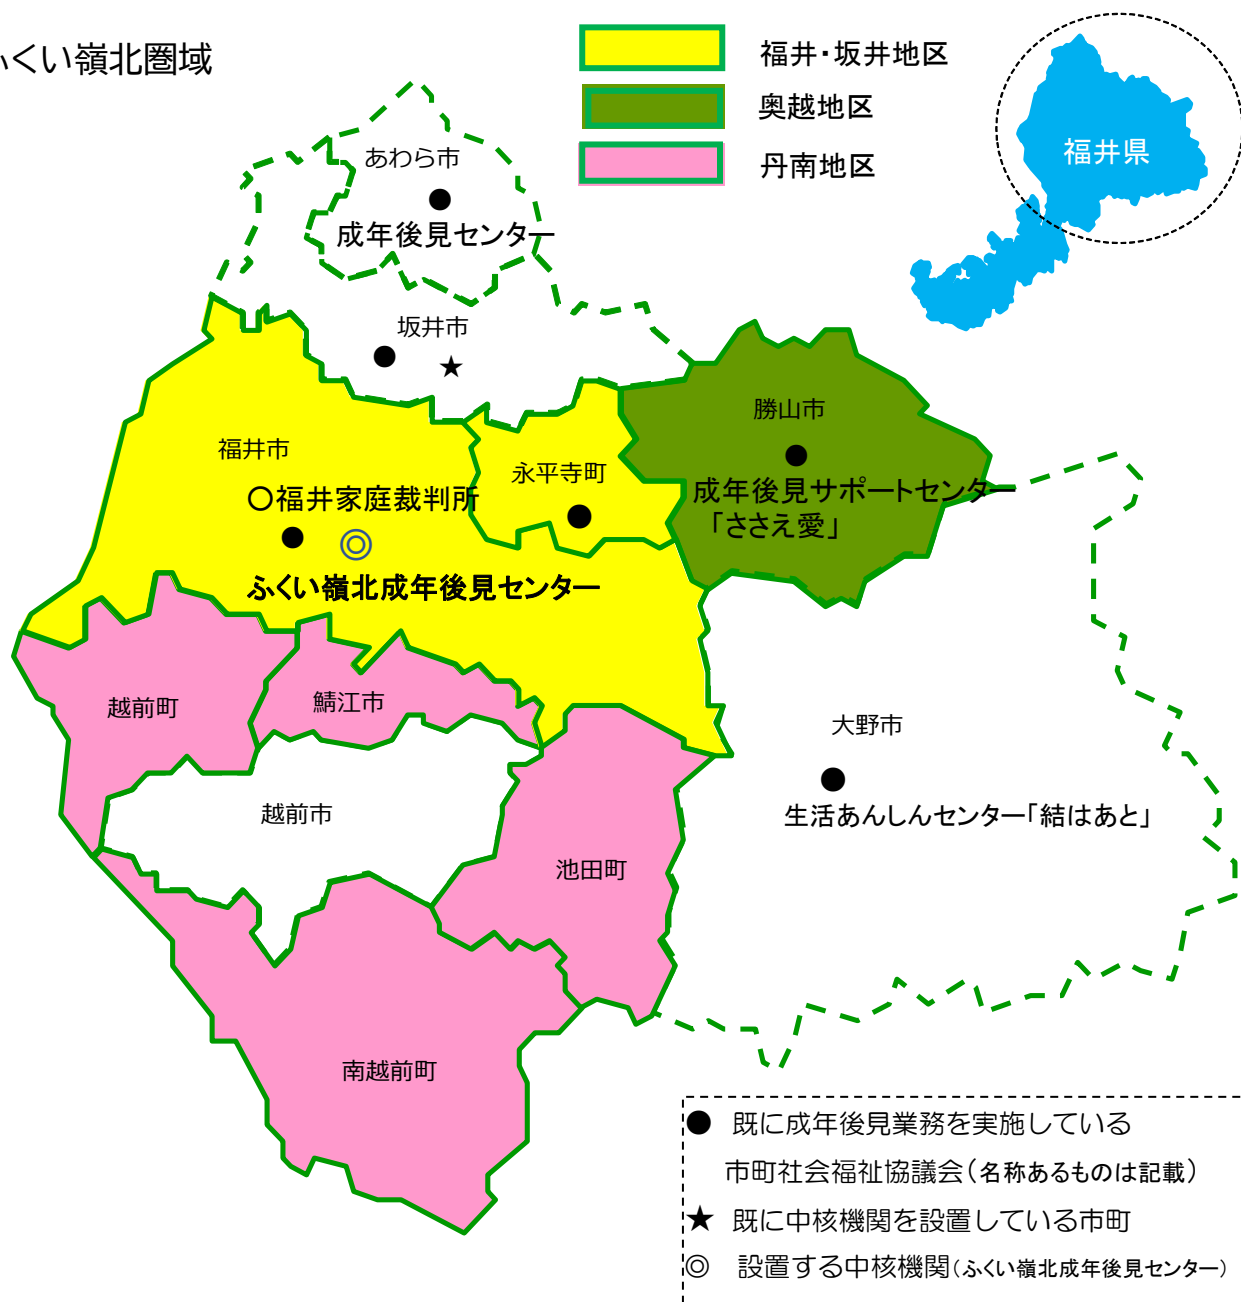 くい嶺北圏域
福井・坂井地区
奥越地区
丹南地区
福井県
あわら市
●
成年後見センター
坂井市
● ★
勝山市
●
成年後見サポートセンター
「ささえ愛」
福井市
○福井家庭裁判所
● ◎
ふくい嶺北成年後見センター
永平寺町
●
越前町
鯖江市
大野市
●
生活あんしんセンター「結はあと」
越前市
池田町
南越前町
● 既に成年後見業務を実施している
市町社会福祉協議会(名称あるものは記載)
★ 既に中核機関を設置している市町
◎ 設置する中核機関(ふくい嶺北成年後見センター)